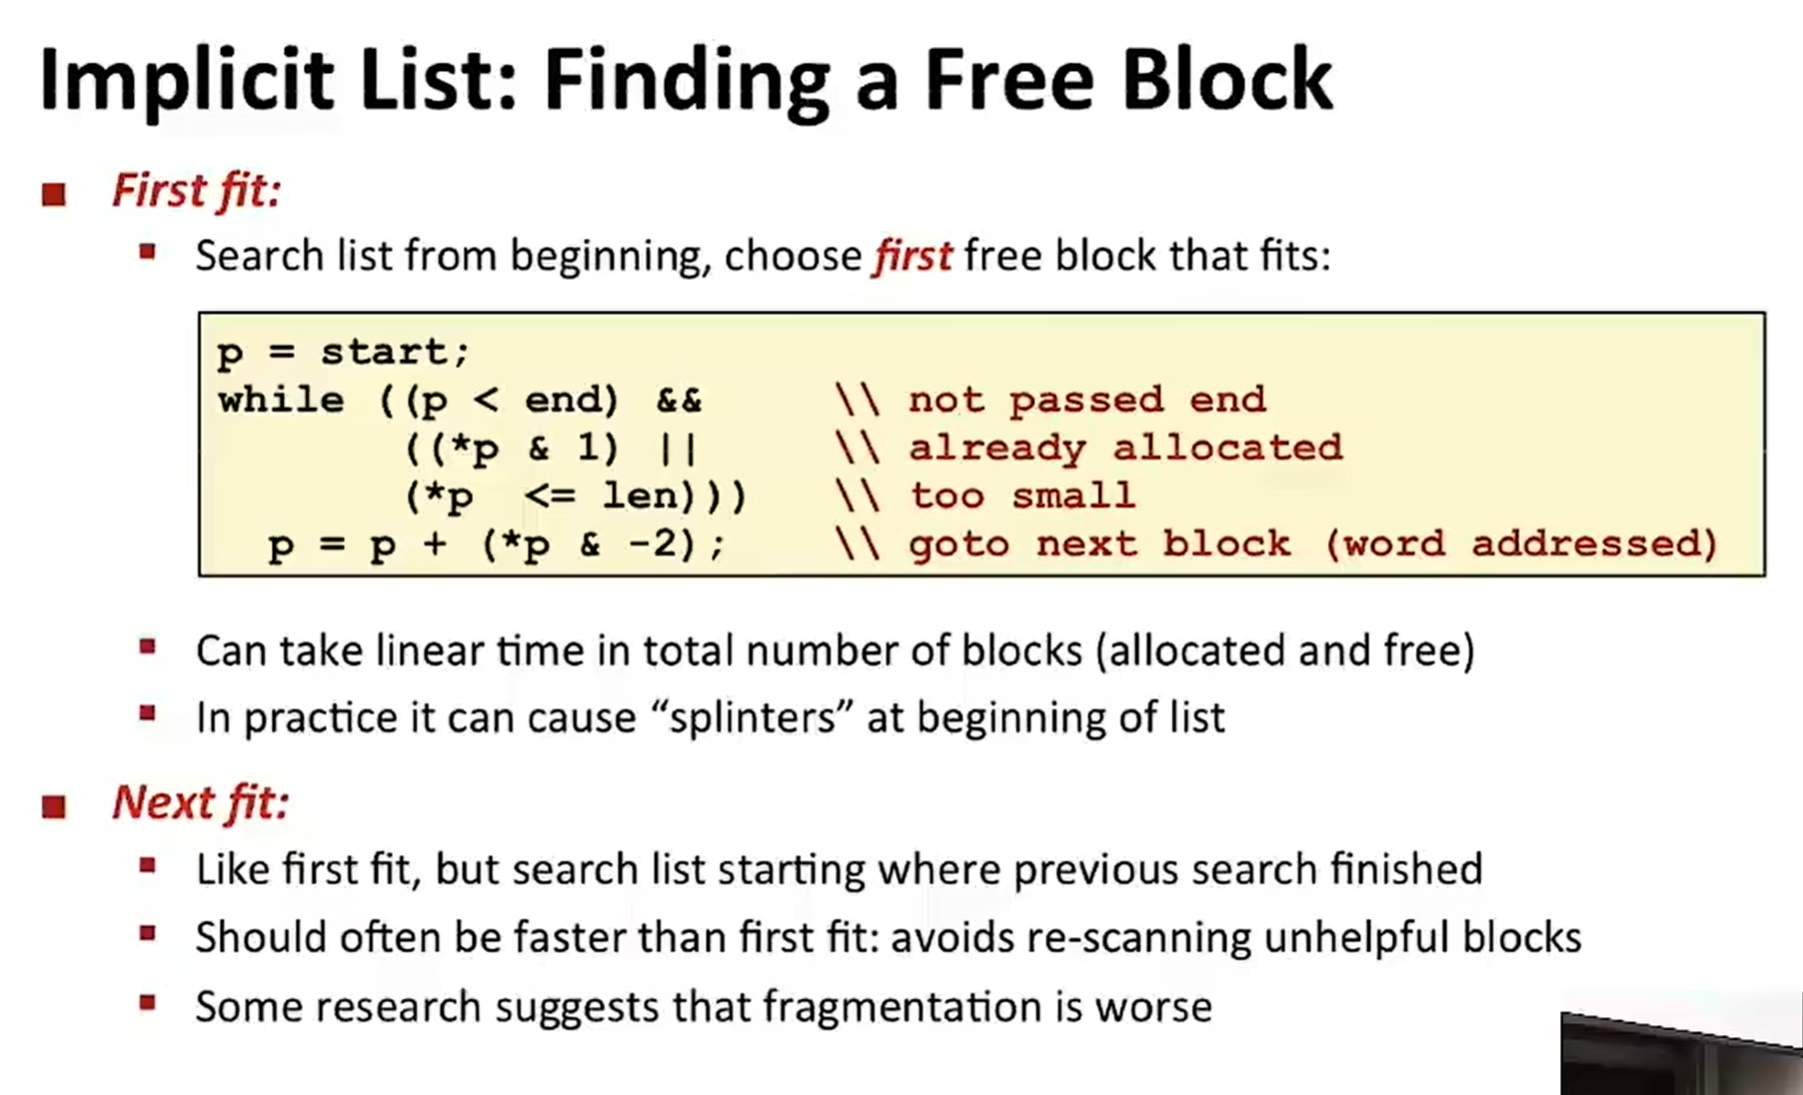 Implicit List: Finding a Free Block
First fit:
Search list from beginning, choose first free block that fits:
p = start;
while ((p < end) && \\ not passed end
((*p & 1) || \\ already allocated
(*p <= len))) \\ too small
p = p + (*p & -2); \\ goto next block (word addressed)
Can take linear time in total number of blocks (allocated and free)
In practice it can cause “splinters” at beginning of list
Next fit:
Like first fit, but search list starting where previous search finished
Should often be faster than first fit: avoids re-scanning unhelpful blocks
Some research suggests that fragmentation is worse